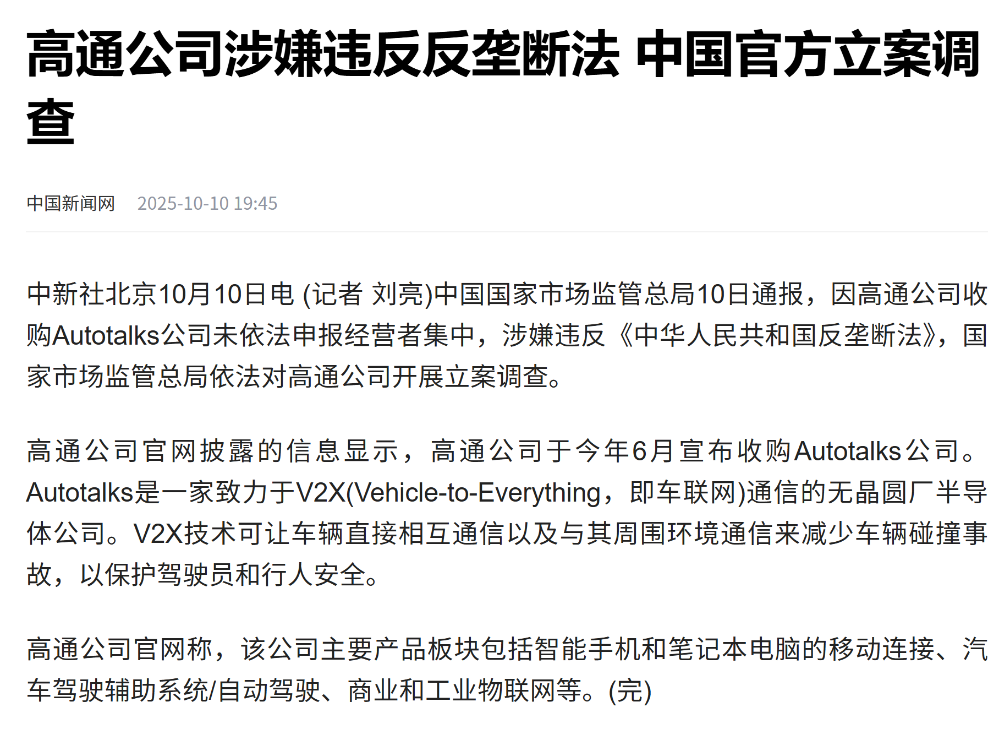 高通公司涉嫌违反反垄断法 中国官方立案调
查
中国新闻网 2025-10-10 19:45
中新社北京10月10日电 (记者 刘亮)中国国家市场监管总局10日通报，因高通公司收
购Autotalks公司未依法申报经营者集中，涉嫌违反《中华人民共和国反垄断法》，国
家市场监管总局依法对高通公司开展立案调查。
高通公司官网披露的信息显示，高通公司于今年6月宣布收购Autotalks公司。
Autotalks是一家致力于V2X(Vehicle-to-Everything，即车联网)通信的无晶圆厂半导
体公司。V2X技术可让车辆直接相互通信以及与其周围环境通信来减少车辆碰撞事
故，以保护驾驶员和行人安全。
高通公司官网称，该公司主要产品板块包括智能手机和笔记本电脑的移动连接、汽
车驾驶辅助系统/自动驾驶、商业和工业物联网等。(完)